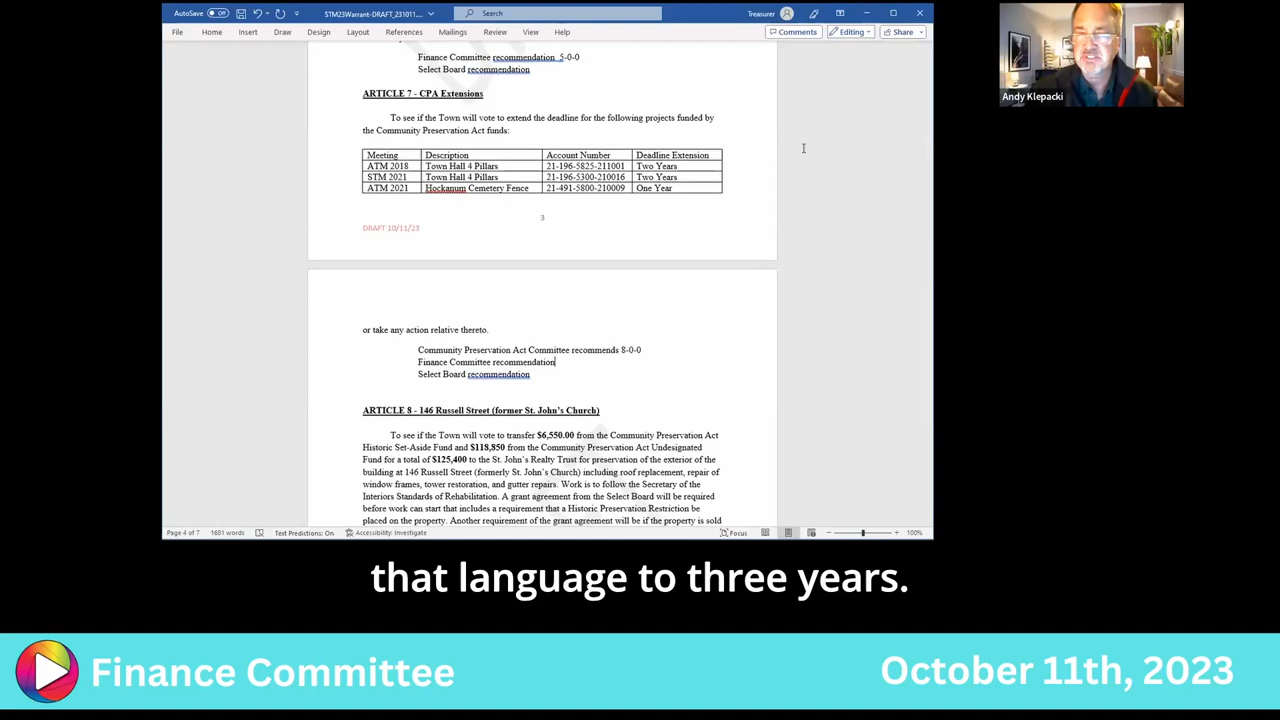 AutoSave Off STM23Warrant-DRAFT_231011.... Search Treasurer
File Home Insert Draw Design Layout References Mailings Review View Help Comments Editing Share
Finance Committee recommendation 5-0-0
Select Board recommendation
ARTICLE 7 - CPA Extensions
To see if the Town will vote to extend the deadline for the following projects funded by
the Community Preservation Act funds:
Meeting Description Account Number Deadline Extension
ATM 2018 Town Hall 4 Pillars 21-196-5825-211001 Two Years
STM 2021 Town Hall 4 Pillars 21-196-5300-210016 Two Years
ATM 2021 Hockanum Cemetery Fence 21-491-5800-210009 One Year
3
DRAFT 10/11/23
or take any action relative thereto.
Community Preservation Act Committee recommends 8-0-0
Finance Committee recommendation
Select Board recommendation
ARTICLE 8 - 146 Russell Street (former St. John's Church)
To see if the Town will vote to transfer $6,550.00 from the Community Preservation Act
Historic Set-Aside Fund and $118,850 from the Community Preservation Act Undesignated
Fund for a total of $125,400 to the St. John's Realty Trust for preservation of the exterior of the
building at 146 Russell Street (formerly St. John's Church) including roof replacement, repair of
window frames, tower restoration, and gutter repairs. Work is to follow the Secretary of the
Interiors Standards of Rehabilitation. A grant agreement from the Select Board will be required
before work can start that includes a requirement that a Historic Preservation Restriction be
placed on the property. Another requirement of the grant agreement will be if the property is sold
Page 4 of 7 1681 words Text Predictions: On Accessibility: Investigate Focus 100%
Andy Klepacki
that language to three years.
Finance Committee
October 11th, 2023